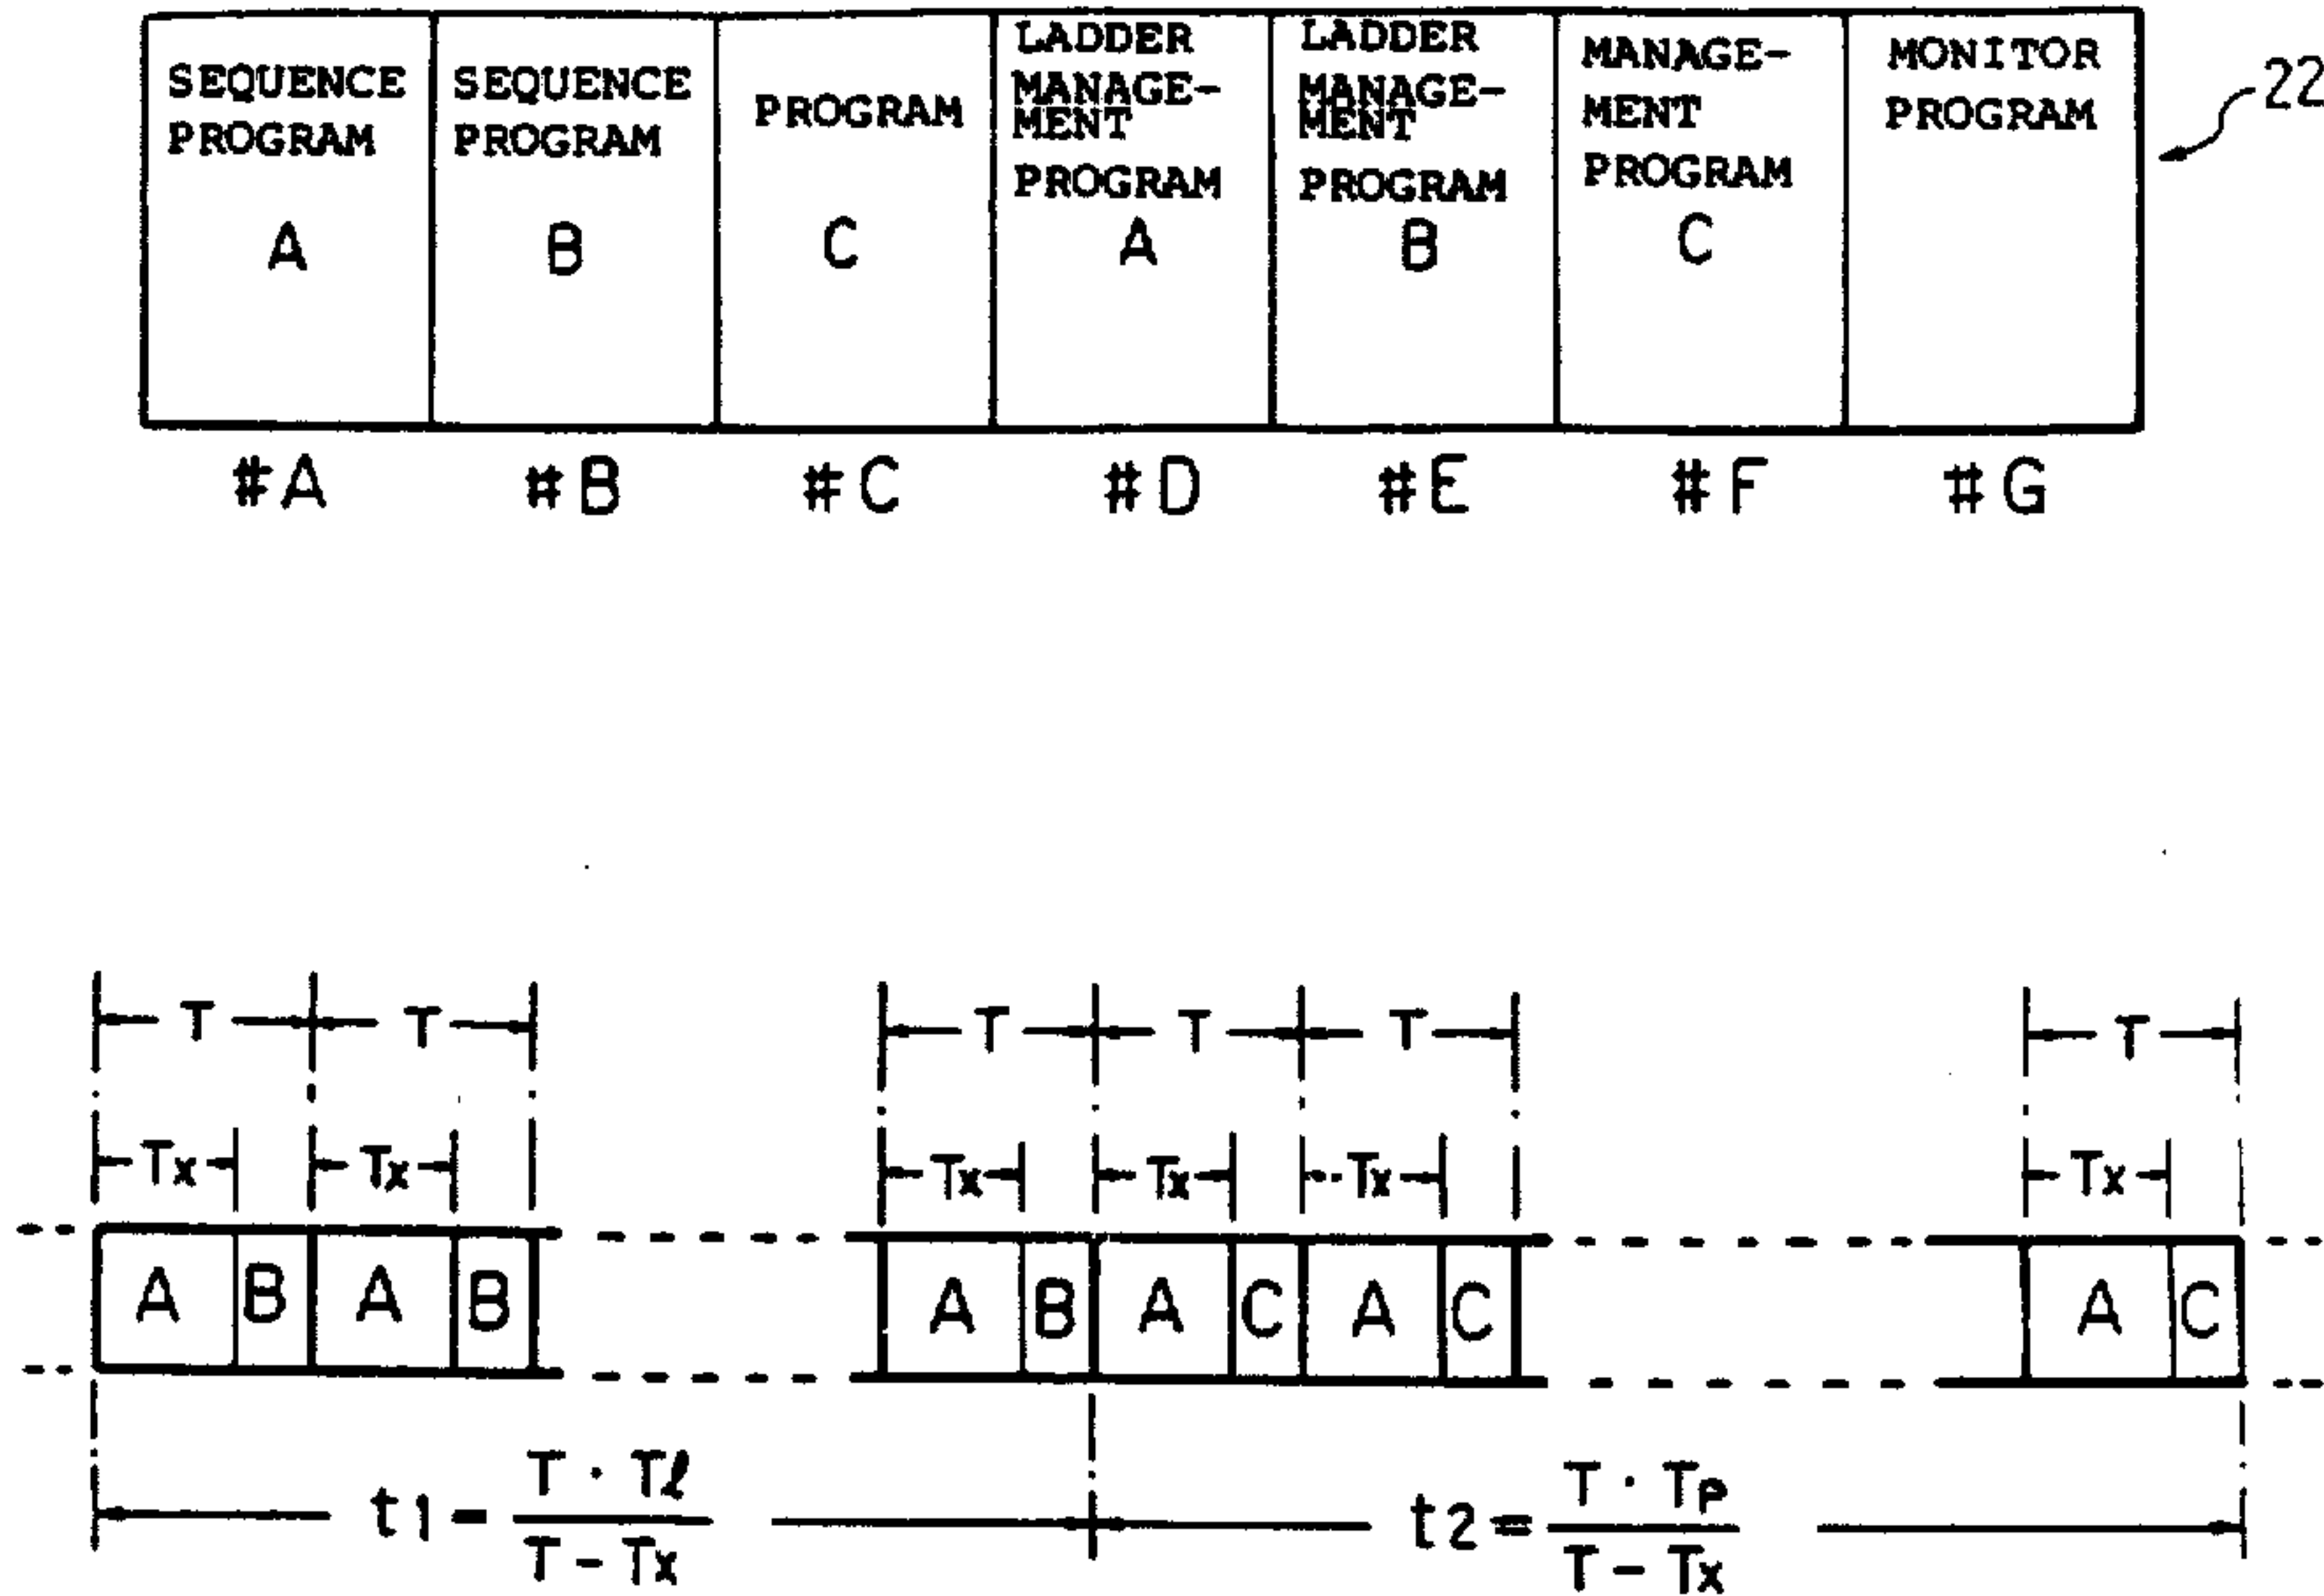 SEQUENCE
PROGRAM
A
SEQUENCE
PROGRAM
B
PROGRAM
C
LADDER
MANAGE-
MENT
PROGRAM
A
LADDER
MANAGE-
MENT
PROGRAM
B
MANAGE-
MENT
PROGRAM
C
MONITOR
PROGRAM
22
#A #B #C #D #E #F #G
T T T T T T
Tx Tx Tx Tx Tx Tx
A B A B A B A C A C A C
t1=T·Tℓ/T-Tx
t2=T·Tp/T-Tx